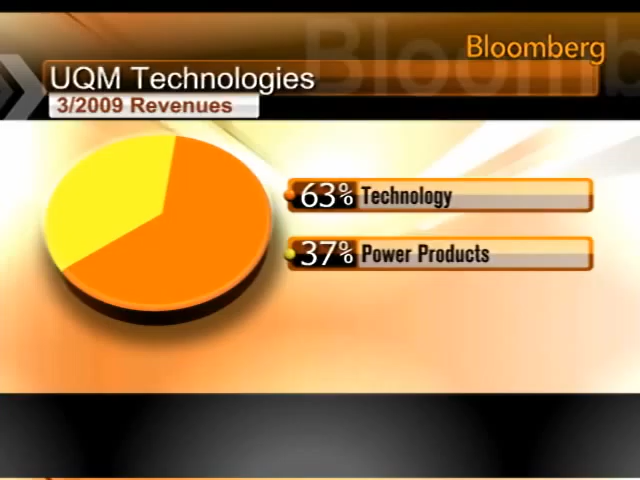 Bloomberg
UQM Technologies
3/2009 Revenues
63% Technology
37% Power Products